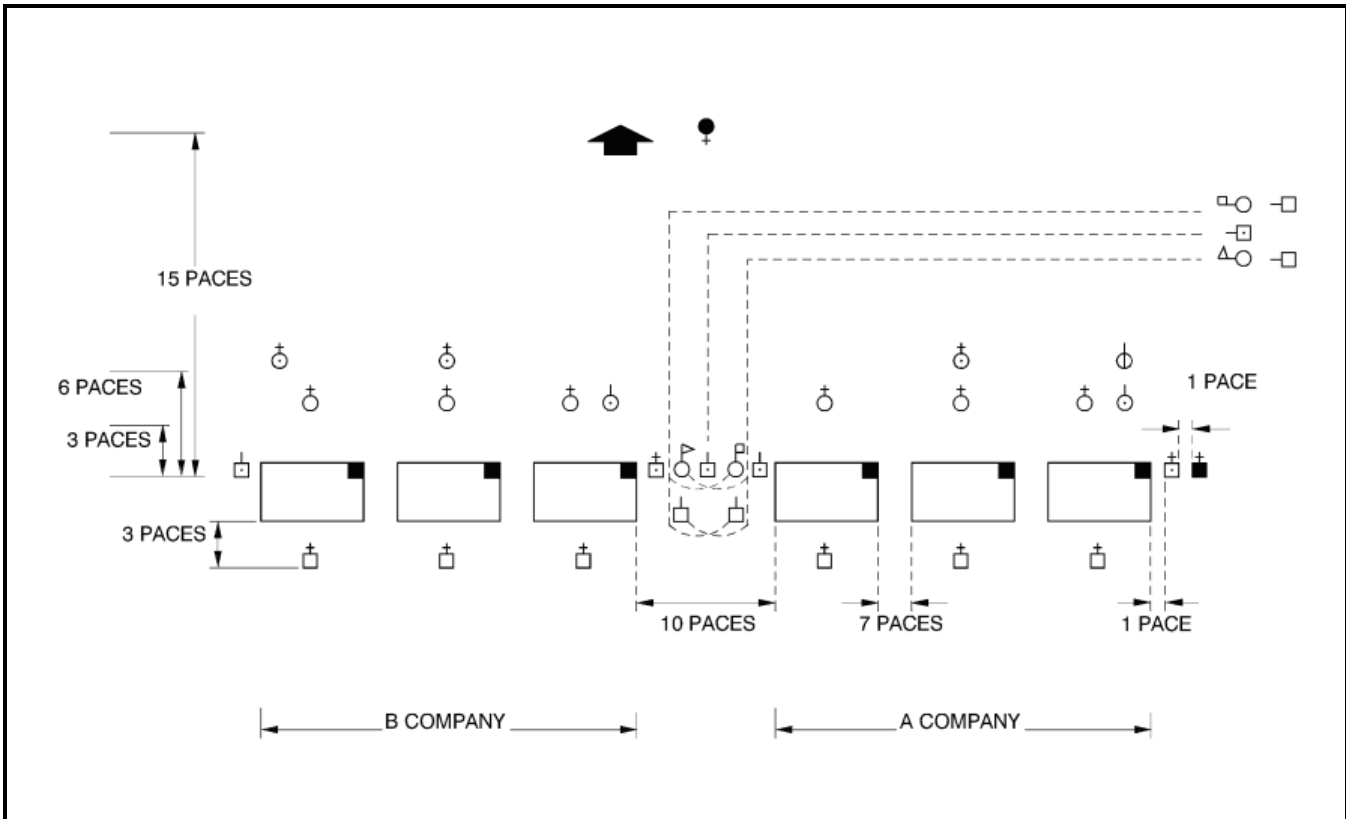 15 PACES
6 PACES
1 PACE
3 PACES
3 PACES
10 PACES
7 PACES
1 PACE
B COMPANY
A COMPANY